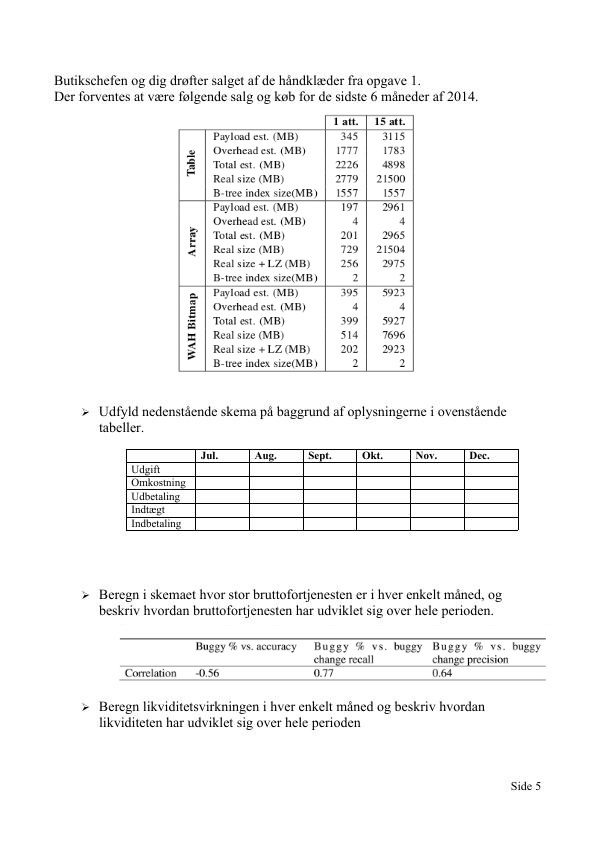 Butikschefen og dig drøfter salget af de håndklæder fra opgave 1.
Der forventes at være følgende salg og køb for de sidste 6 måneder af 2014.
1 att. 15 att.
Table
Payload est. (MB) 345 3115
Overhead est. (MB) 1777 1783
Total est. (MB) 2226 4898
Real size (MB) 2779 21500
B-tree index size(MB) 1557 1557
Array
Payload est. (MB) 197 2961
Overhead est. (MB) 4 4
Total est. (MB) 201 2965
Real size (MB) 729 21504
Real size + LZ (MB) 256 2975
B-tree index size(MB) 2 2
WAH Bitmap
Payload est. (MB) 395 5923
Overhead est. (MB) 4 4
Total est. (MB) 399 5927
Real size (MB) 514 7696
Real size + LZ (MB) 202 2923
B-tree index size(MB) 2 2
➢ Udfyld nedenstående skema på baggrund af oplysningerne i ovenstående
tabeller.
Jul. Aug. Sept. Okt. Nov. Dec.
Udgift
Omkostning
Udbetaling
Indtægt
Indbetaling
➢ Beregn i skemaet hvor stor bruttofortjenesten er i hver enkelt måned, og
beskriv hvordan bruttofortjenesten har udviklet sig over hele perioden.
Buggy % vs. accuracy Buggy % vs. buggy Buggy % vs. buggy
change recall change precision
Correlation -0.56 0.77 0.64
➢ Beregn likviditetsvirkningen i hver enkelt måned og beskriv hvordan
likviditeten har udviklet sig over hele perioden
Side 5